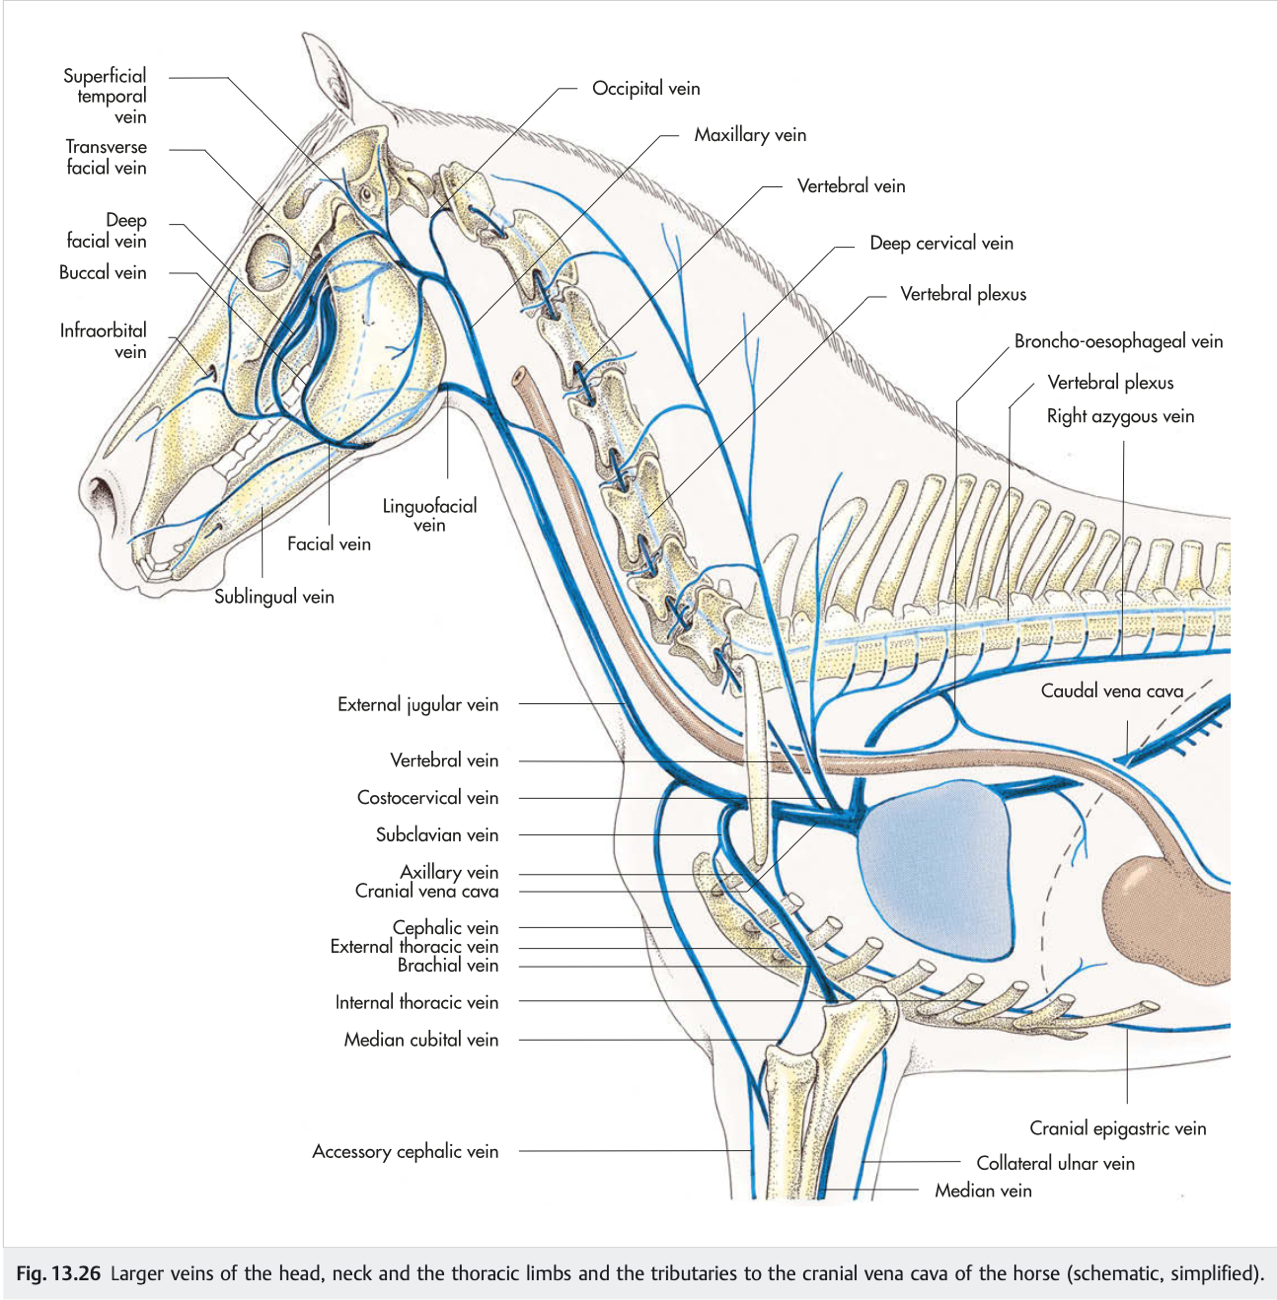 Superficial
temporal
vein
Transverse
facial vein
Deep
facial vein
Buccal vein
Infraorbital
vein
Occipital vein
Maxillary vein
Vertebral vein
Deep cervical vein
Vertebral plexus
Broncho-oesophageal vein
Vertebral plexus
Right azygous vein
Linguofacial
vein
Facial vein
Sublingual vein
Caudal vena cava
External jugular vein
Vertebral vein
Costocervical vein
Subclavian vein
Axillary vein
Cranial vena cava
Cephalic vein
External thoracic vein
Brachial vein
Internal thoracic vein
Median cubital vein
Accessory cephalic vein
Cranial epigastric vein
Collateral ulnar vein
Median vein
Fig. 13.26 Larger veins of the head, neck and the thoracic limbs and the tributaries to the cranial vena cava of the horse (schematic, simplified).